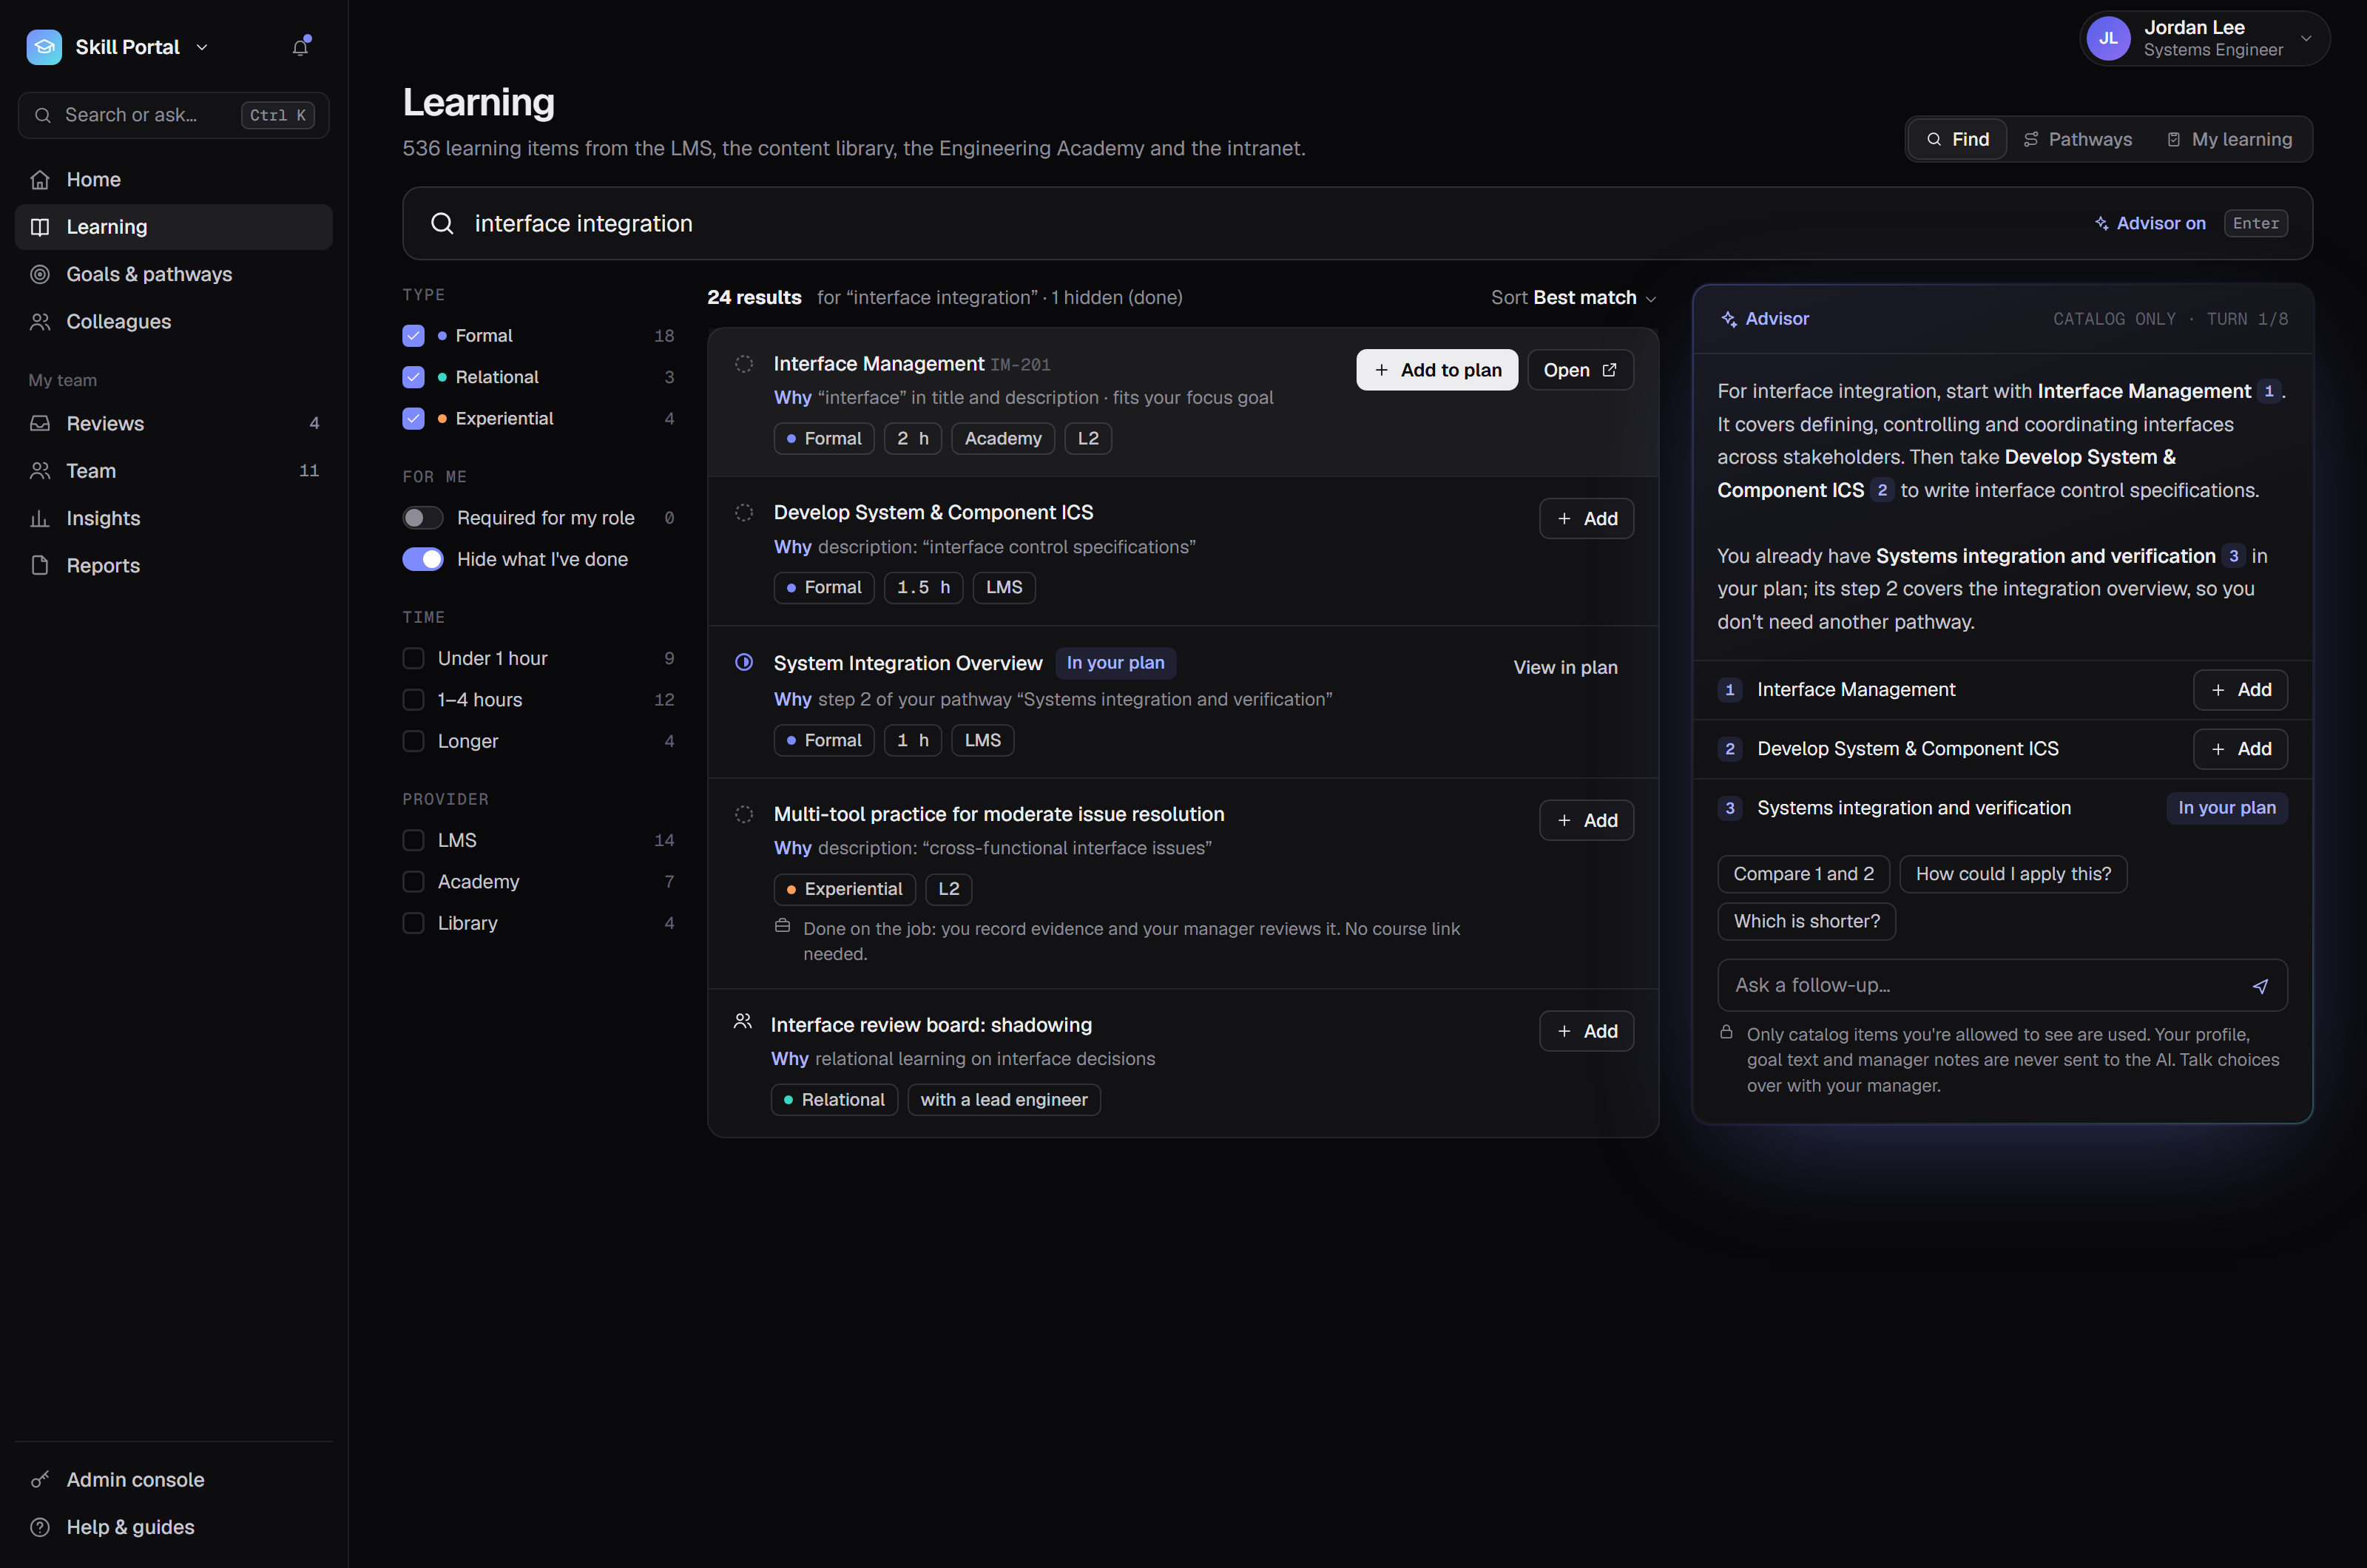 Skill Portal
Search or ask... Ctrl K
Home
Learning
Goals & pathways
Colleagues
My team
Reviews 4
Team 11
Insights
Reports
Admin console
Help & guides
JL
Jordan Lee
Systems Engineer
Learning
536 learning items from the LMS, the content library, the Engineering Academy and the intranet.
Find Pathways My learning
interface integration Advisor on Enter
TYPE
Formal 18
Relational 3
Experiential 4
FOR ME
Required for my role 0
Hide what I've done
TIME
Under 1 hour 9
1–4 hours 12
Longer 4
PROVIDER
LMS 14
Academy 7
Library 4
24 results for “interface integration” · 1 hidden (done) Sort Best match
Interface Management IM-201 + Add to plan Open
Why “interface” in title and description · fits your focus goal
Formal 2 h Academy L2
Develop System & Component ICS + Add
Why description: “interface control specifications”
Formal 1.5 h LMS
System Integration Overview In your plan View in plan
Why step 2 of your pathway “Systems integration and verification”
Formal 1 h LMS
Multi-tool practice for moderate issue resolution + Add
Why description: “cross-functional interface issues”
Experiential L2
Done on the job: you record evidence and your manager reviews it. No course link
needed.
Interface review board: shadowing + Add
Why relational learning on interface decisions
Relational with a lead engineer
Advisor CATALOG ONLY · TURN 1/8
For interface integration, start with Interface Management 1.
It covers defining, controlling and coordinating interfaces
across stakeholders. Then take Develop System &
Component ICS 2 to write interface control specifications.
You already have Systems integration and verification 3 in
your plan; its step 2 covers the integration overview, so you
don't need another pathway.
1 Interface Management + Add
2 Develop System & Component ICS + Add
3 Systems integration and verification In your plan
Compare 1 and 2 How could I apply this?
Which is shorter?
Ask a follow-up...
Only catalog items you're allowed to see are used. Your profile,
goal text and manager notes are never sent to the AI. Talk choices
over with your manager.